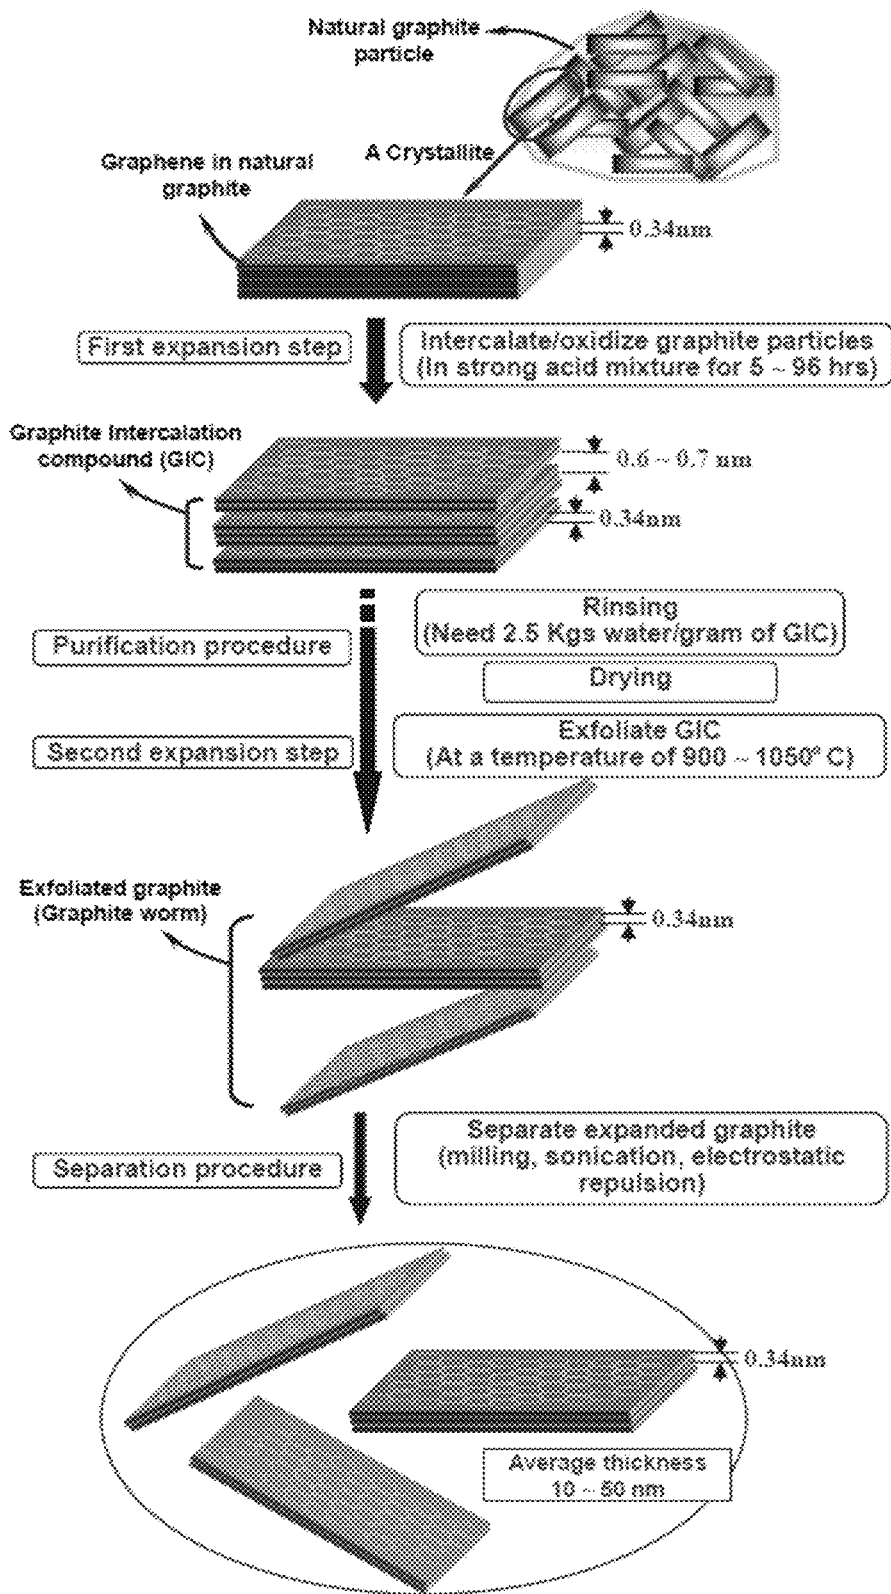 Natural graphite
particle
A Crystallite
Graphene in natural
graphite
0.34nm
First expansion step
Intercalate/oxidize graphite particles
(In strong acid mixture for 5 ~ 96 hrs)
Graphite Intercalation
compound (GIC)
0.6 ~ 0.7 nm
0.34nm
Purification procedure
Rinsing
(Need 2.5 Kgs water/gram of GIC)
Drying
Second expansion step
Exfoliate GIC
(At a temperature of 900 ~ 1050° C)
Exfoliated graphite
(Graphite worm)
0.34nm
Separation procedure
Separate expanded graphite
(milling, sonication, electrostatic
repulsion)
0.34nm
Average thickness
10 ~ 50 nm